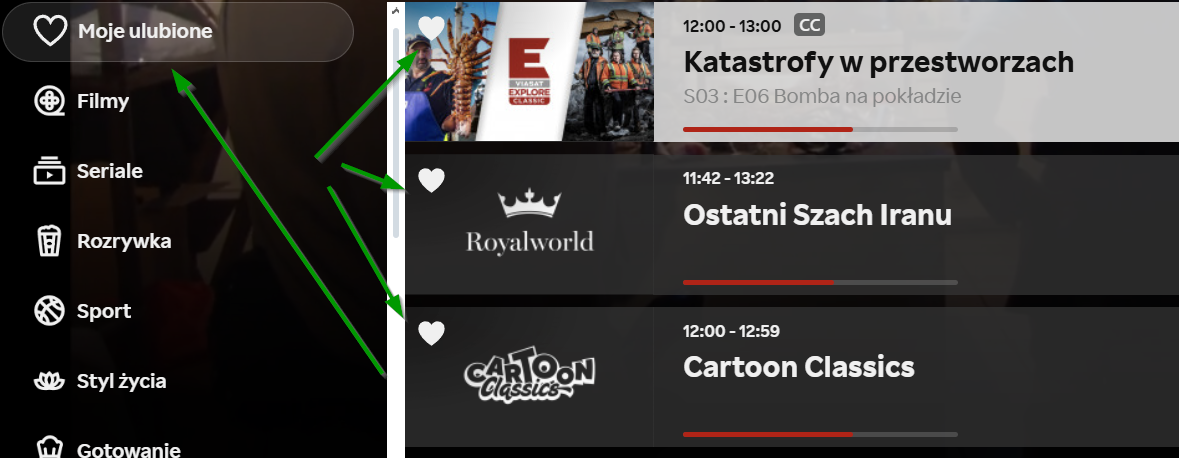 Moje ulubione
Filmy
Seriale
Rozrywka
Sport
Styl życia
Gotowanie
E
VIASAT
EXPLORE
CLASSIC
12:00 - 13:00 CC
Katastrofy w przestworzach
S03 : E06 Bomba na pokładzie
Royalworld
11:42 - 13:22
Ostatni Szach Iranu
CARTOON
Classics
12:00 - 12:59
Cartoon Classics